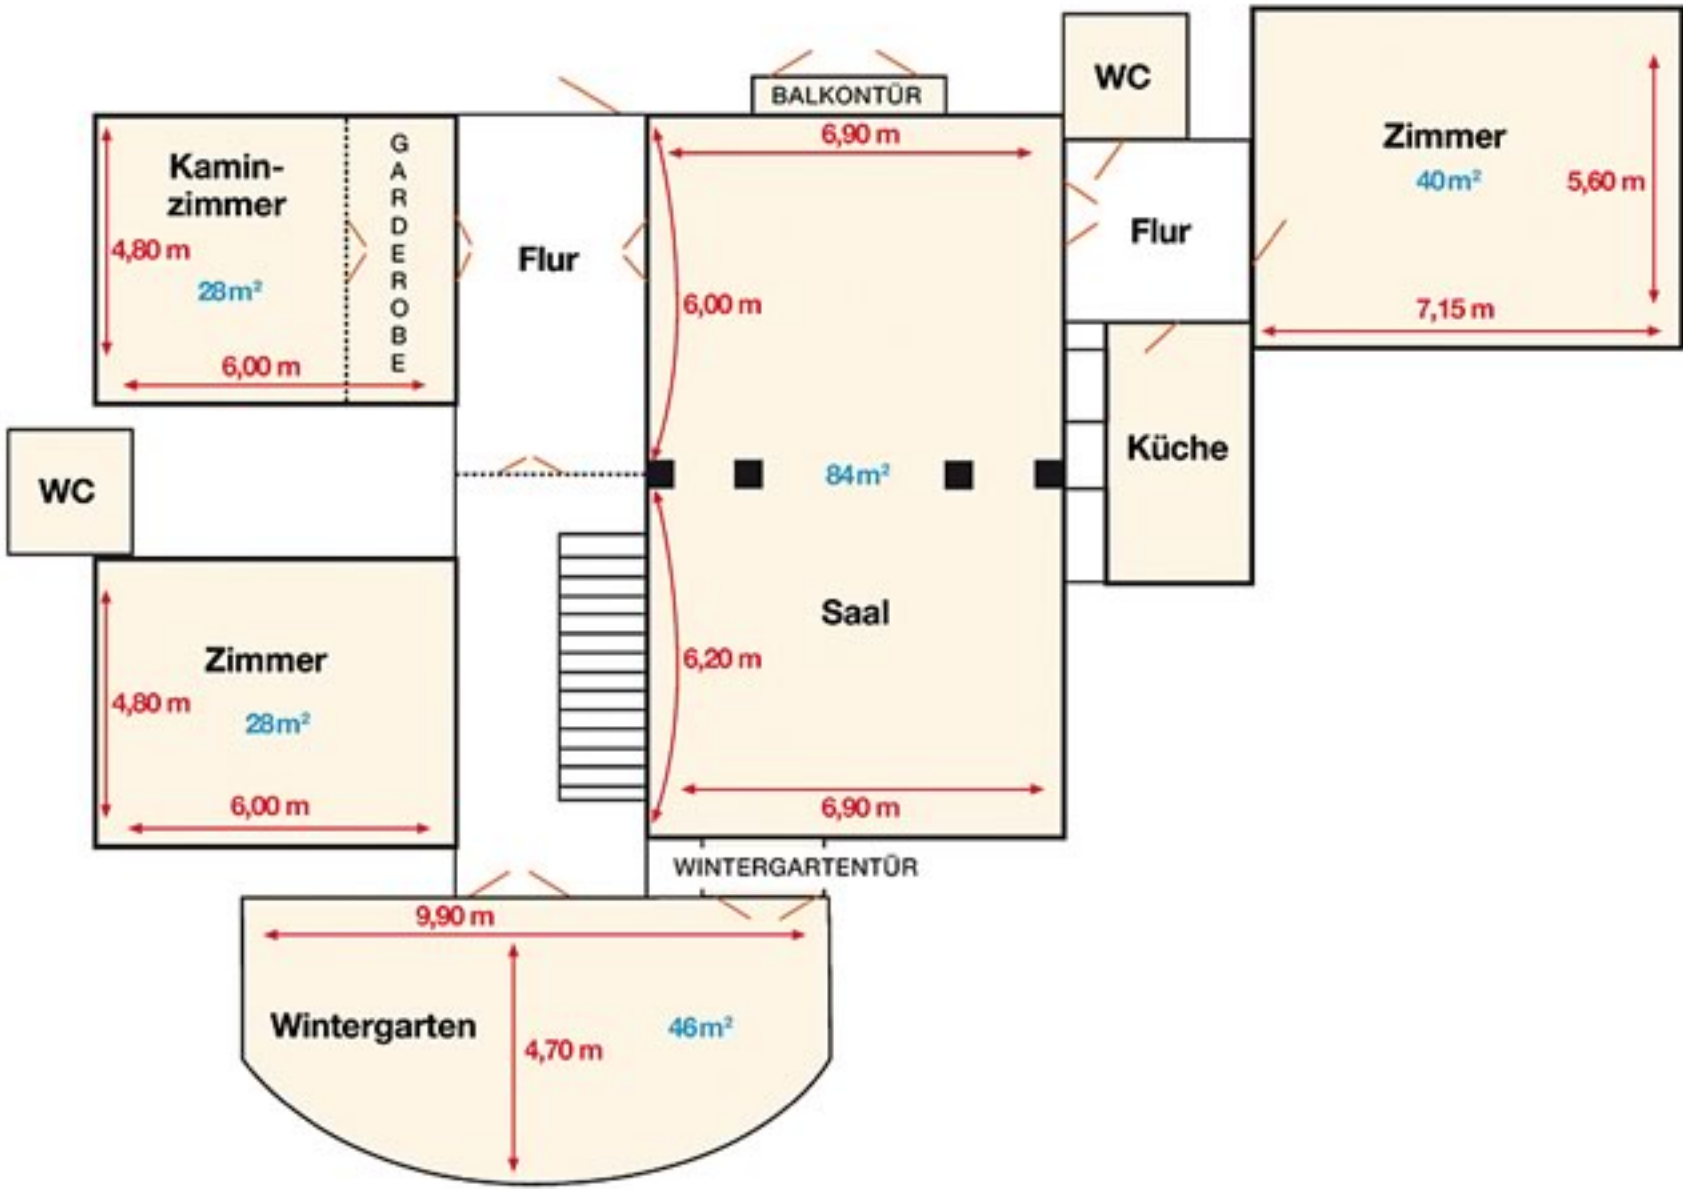 WC
BALKONTÜR
6,90 m
Zimmer
40 m²
5,60 m
7,15 m
Kamin-
zimmer
4,80 m
28 m²
6,00 m
GARDEROBE
Flur
6,00 m
Flur
WC
84 m²
Küche
Saal
6,20 m
6,90 m
Zimmer
4,80 m
28 m²
6,00 m
WINTERGARTENTÜR
9,90 m
Wintergarten
4,70 m
46 m²